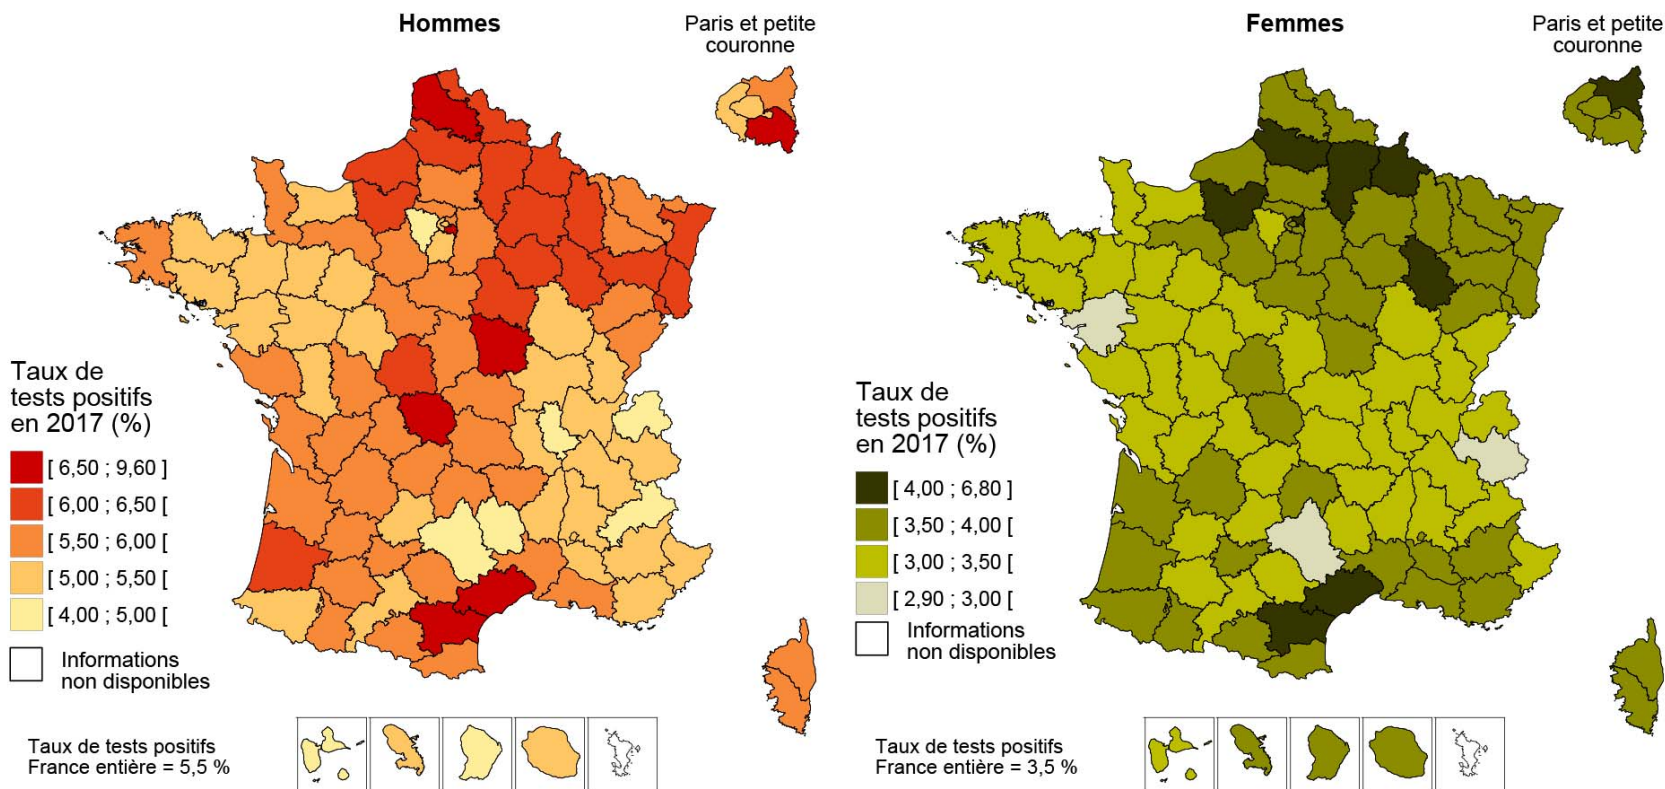 Hommes
Paris et petite
couronne
Taux de
tests positifs
en 2017 (%)
[ 6,50 ; 9,60 ]
[ 6,00 ; 6,50 [
[ 5,50 ; 6,00 [
[ 5,00 ; 5,50 [
[ 4,00 ; 5,00 [
Informations
non disponibles
Taux de tests positifs
France entière = 5,5 %
Femmes
Paris et petite
couronne
Taux de
tests positifs
en 2017 (%)
[ 4,00 ; 6,80 ]
[ 3,50 ; 4,00 [
[ 3,00 ; 3,50 [
[ 2,90 ; 3,00 [
Informations
non disponibles
Taux de tests positifs
France entière = 3,5 %